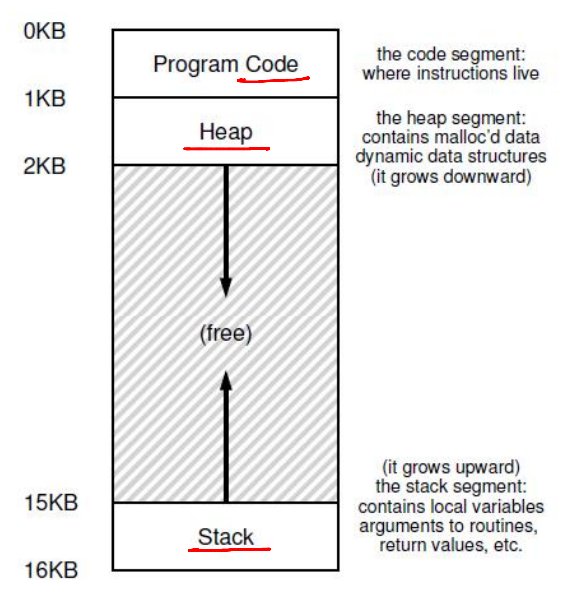 0KB
Program Code
the code segment:
where instructions live
1KB
Heap
the heap segment:
contains malloc'd data
dynamic data structures
(it grows downward)
2KB
(free)
(it grows upward)
the stack segment:
contains local variables
arguments to routines,
return values, etc.
15KB
Stack
16KB